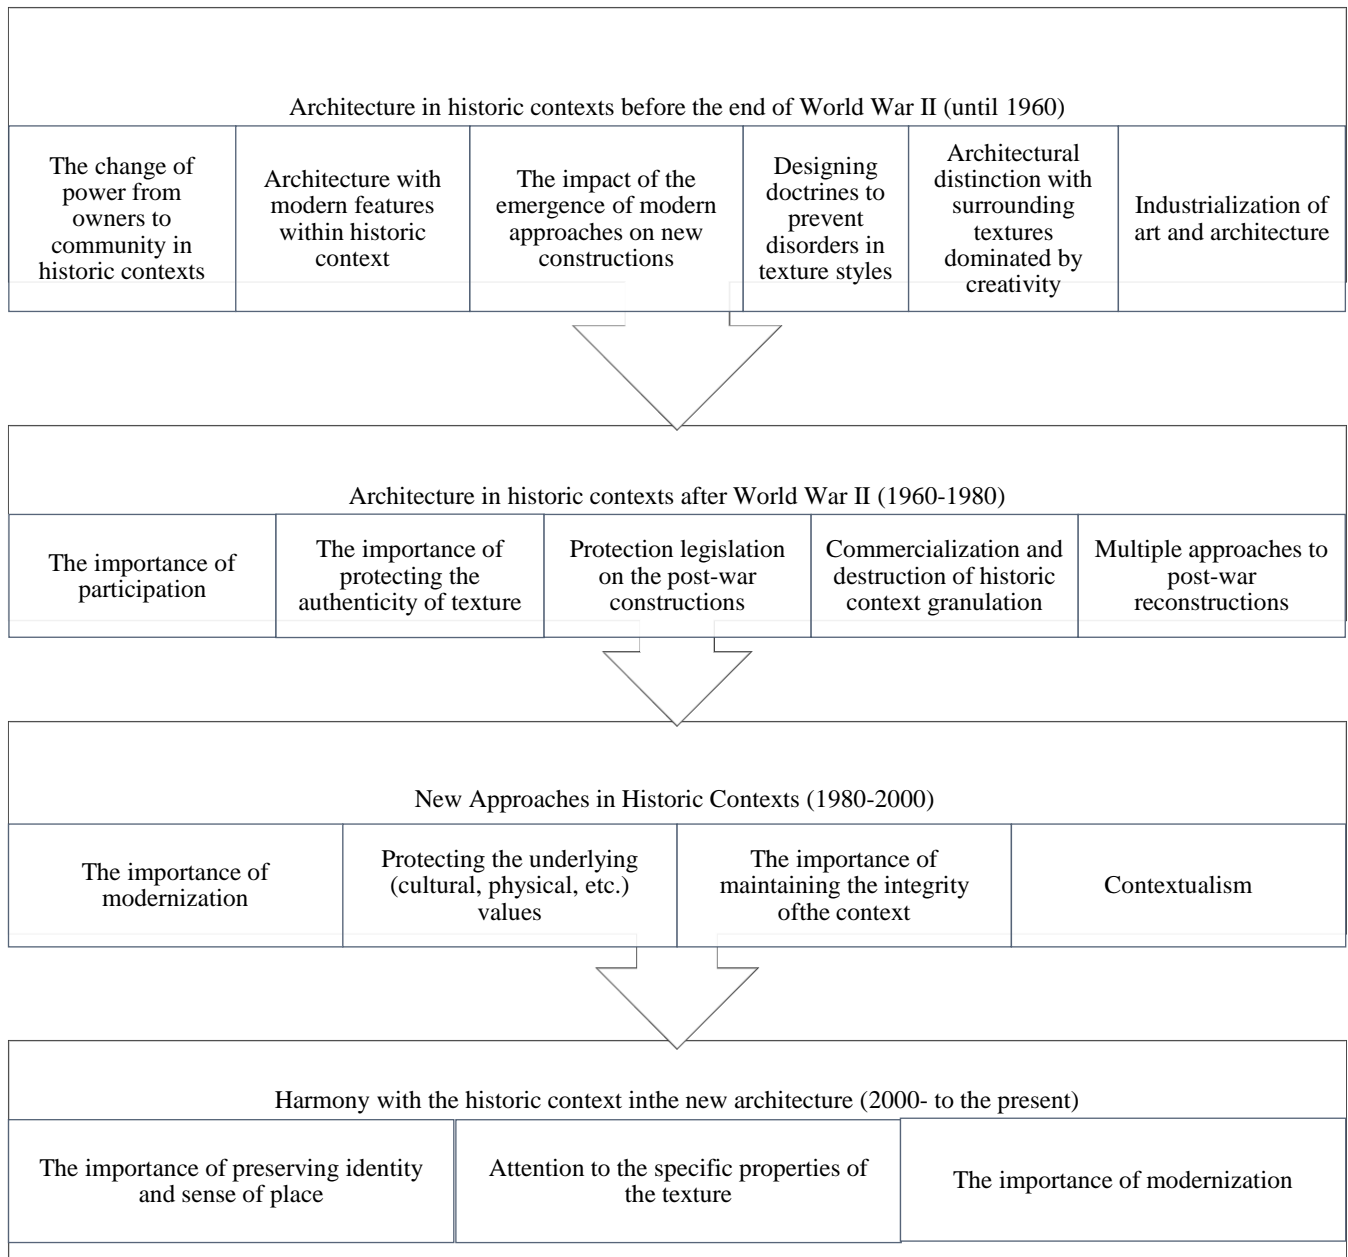 Architecture in historic contexts before the end of World War II (until 1960)
The change of
power from
owners to
community in
historic contexts
Architecture with
modern features
within historic
context
The impact of the
emergence of modern
approaches on new
constructions
Designing
doctrines to
prevent
disorders in
texture styles
Architectural
distinction with
surrounding
textures
dominated by
creativity
Industrialization of
art and architecture
Architecture in historic contexts after World War II (1960-1980)
The importance of
participation
The importance of
protecting the
authenticity of texture
Protection legislation
on the post-war
constructions
Commercialization and
destruction of historic
context granulation
Multiple approaches to
post-war
reconstructions
New Approaches in Historic Contexts (1980-2000)
The importance of
modernization
Protecting the underlying
(cultural, physical, etc.)
values
The importance of
maintaining the integrity
ofthe context
Contextualism
Harmony with the historic context inthe new architecture (2000- to the present)
The importance of preserving identity
and sense of place
Attention to the specific properties of
the texture
The importance of modernization